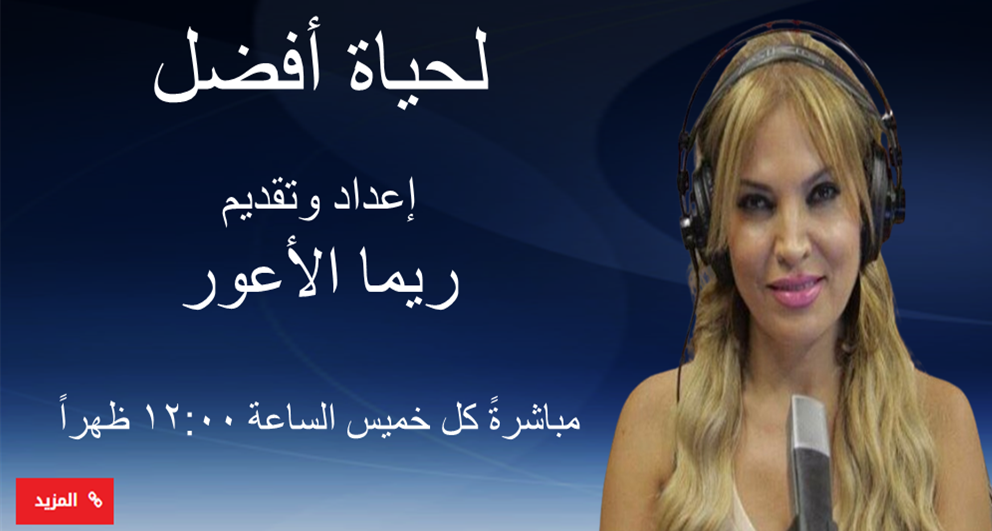 لحياة أفضل
إعداد وتقديم
ريما الأعور
مباشرةً كل خميس الساعة ١٢:٠٠ ظهراً
المزيد